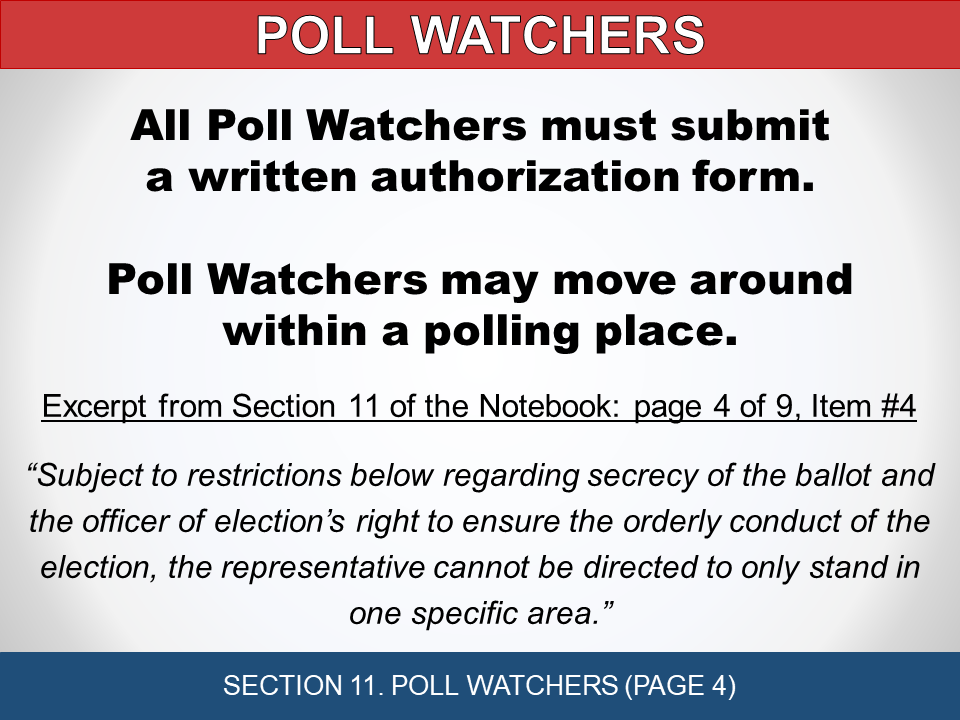 POLL WATCHERS
All Poll Watchers must submit
a written authorization form.
Poll Watchers may move around
within a polling place.
Excerpt from Section 11 of the Notebook: page 4 of 9, Item #4
“Subject to restrictions below regarding secrecy of the ballot and
the officer of election’s right to ensure the orderly conduct of the
election, the representative cannot be directed to only stand in
one specific area.”
SECTION 11. POLL WATCHERS (PAGE 4)